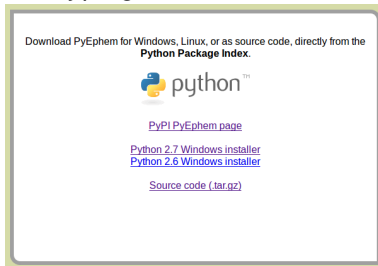 Download PyEphem for Windows, Linux, or as source code, directly from the
Python Package Index.
python™
PyPI PyEphem page
Python 2.7 Windows installer
Python 2.6 Windows installer
Source code (.tar.gz)